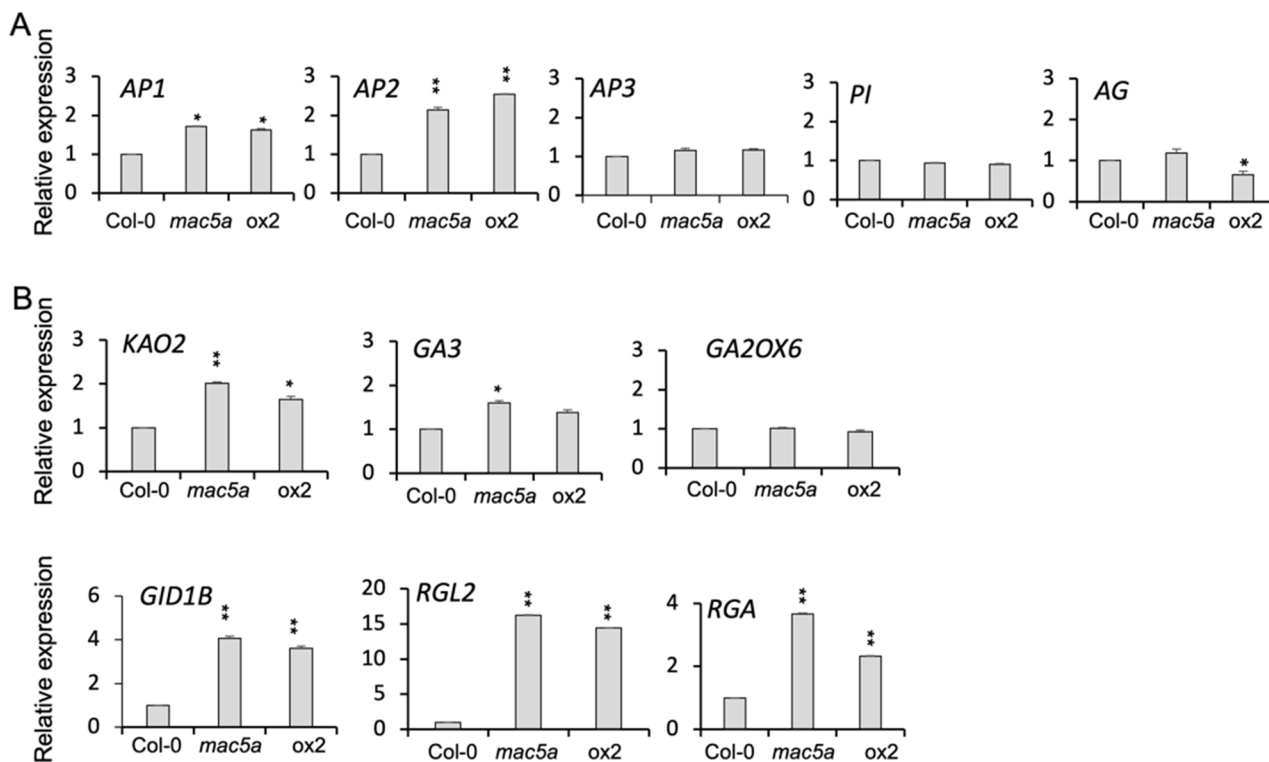 A
Relative expression
AP1
3
2
1
0
*
*
Col-0 mac5a ox2
AP2
3
2
1
0
**
**
Col-0 mac5a ox2
AP3
3
2
1
0
Col-0 mac5a ox2
PI
3
2
1
0
Col-0 mac5a ox2
AG
3
2
1
0
*
Col-0 mac5a ox2
B
Relative expression
KAO2
3
2
1
0
**
*
Col-0 mac5a ox2
GA3
3
2
1
0
*
Col-0 mac5a ox2
GA2OX6
3
2
1
0
Col-0 mac5a ox2
Relative expression
GID1B
6
4
2
0
**
**
Col-0 mac5a ox2
RGL2
20
15
10
5
0
**
**
Col-0 mac5a ox2
RGA
4
2
0
**
**
Col-0 mac5a ox2